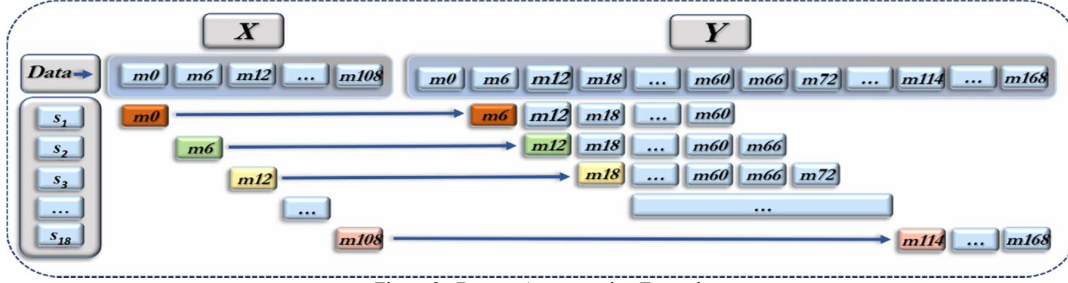 X Y
Data m0 m6 m12 ... m108 m0 m6 m12 m18 ... m60 m66 m72 ... m114 ... m168
s1 m0 m6 m12 m18 ... m60
s2 m6 m12 m18 ... m60 m66
s3 m12 m18 ... m60 m66 m72
... ... ...
s18 m108 m114 ... m168